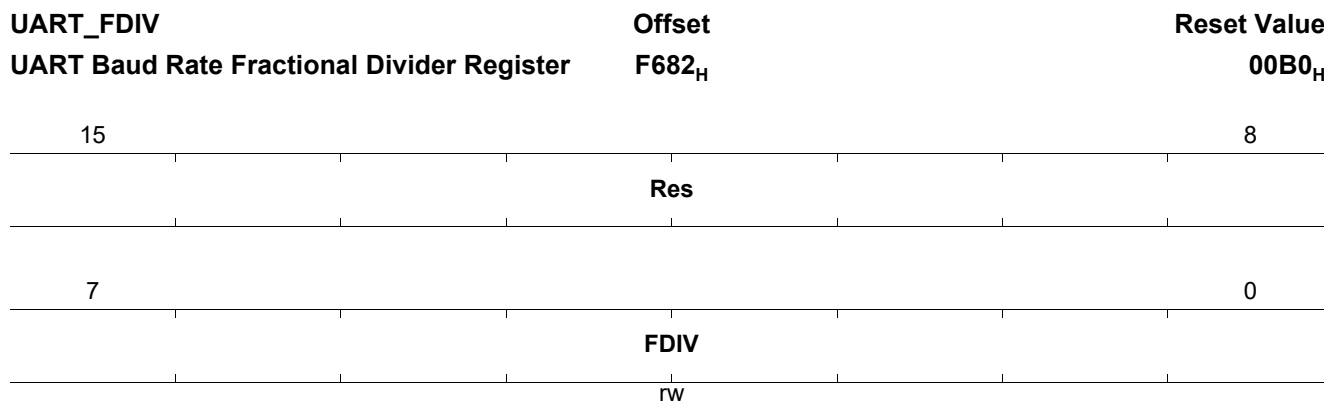 UART_FDIV Offset Reset Value
UART Baud Rate Fractional Divider Register F682H 00B0H
15 8
Res
7 0
FDIV
rw